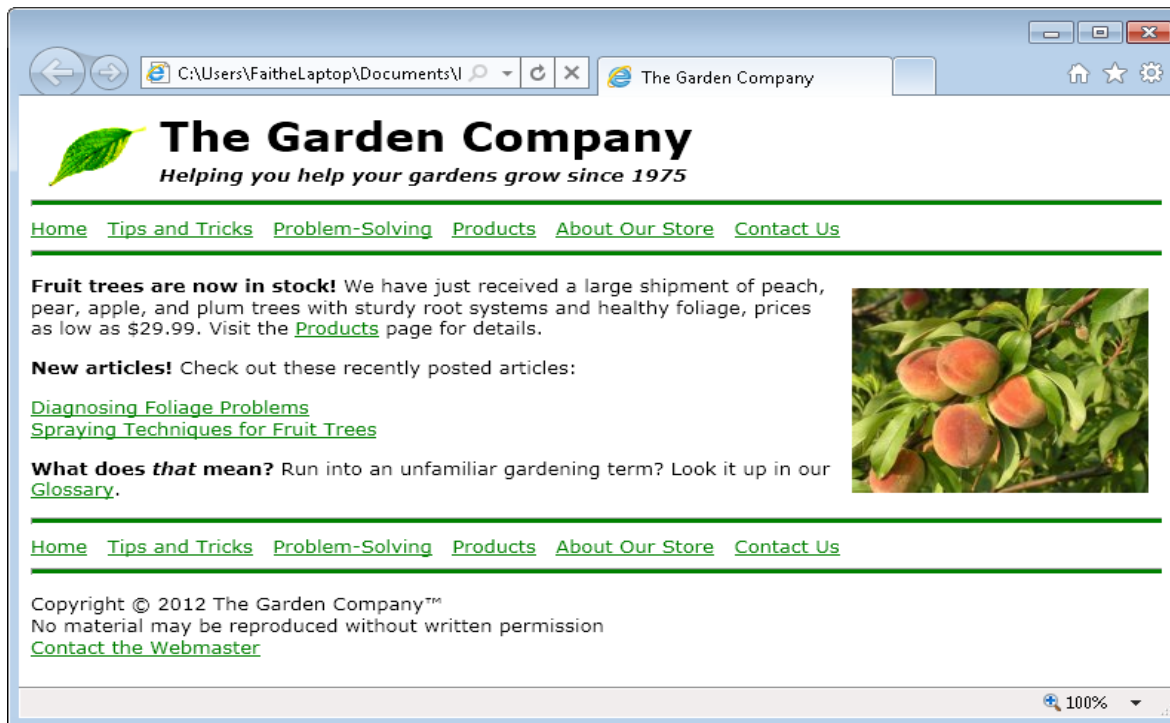 C:\Users\FaitheLaptop\Documents\l
The Garden Company
The Garden Company
Helping you help your gardens grow since 1975
Home Tips and Tricks Problem-Solving Products About Our Store Contact Us
Fruit trees are now in stock! We have just received a large shipment of peach,
pear, apple, and plum trees with sturdy root systems and healthy foliage, prices
as low as $29.99. Visit the Products page for details.
New articles! Check out these recently posted articles:
Diagnosing Foliage Problems
Spraying Techniques for Fruit Trees
What does that mean? Run into an unfamiliar gardening term? Look it up in our
Glossary.
Home Tips and Tricks Problem-Solving Products About Our Store Contact Us
Copyright © 2012 The Garden Company™
No material may be reproduced without written permission
Contact the Webmaster
100%